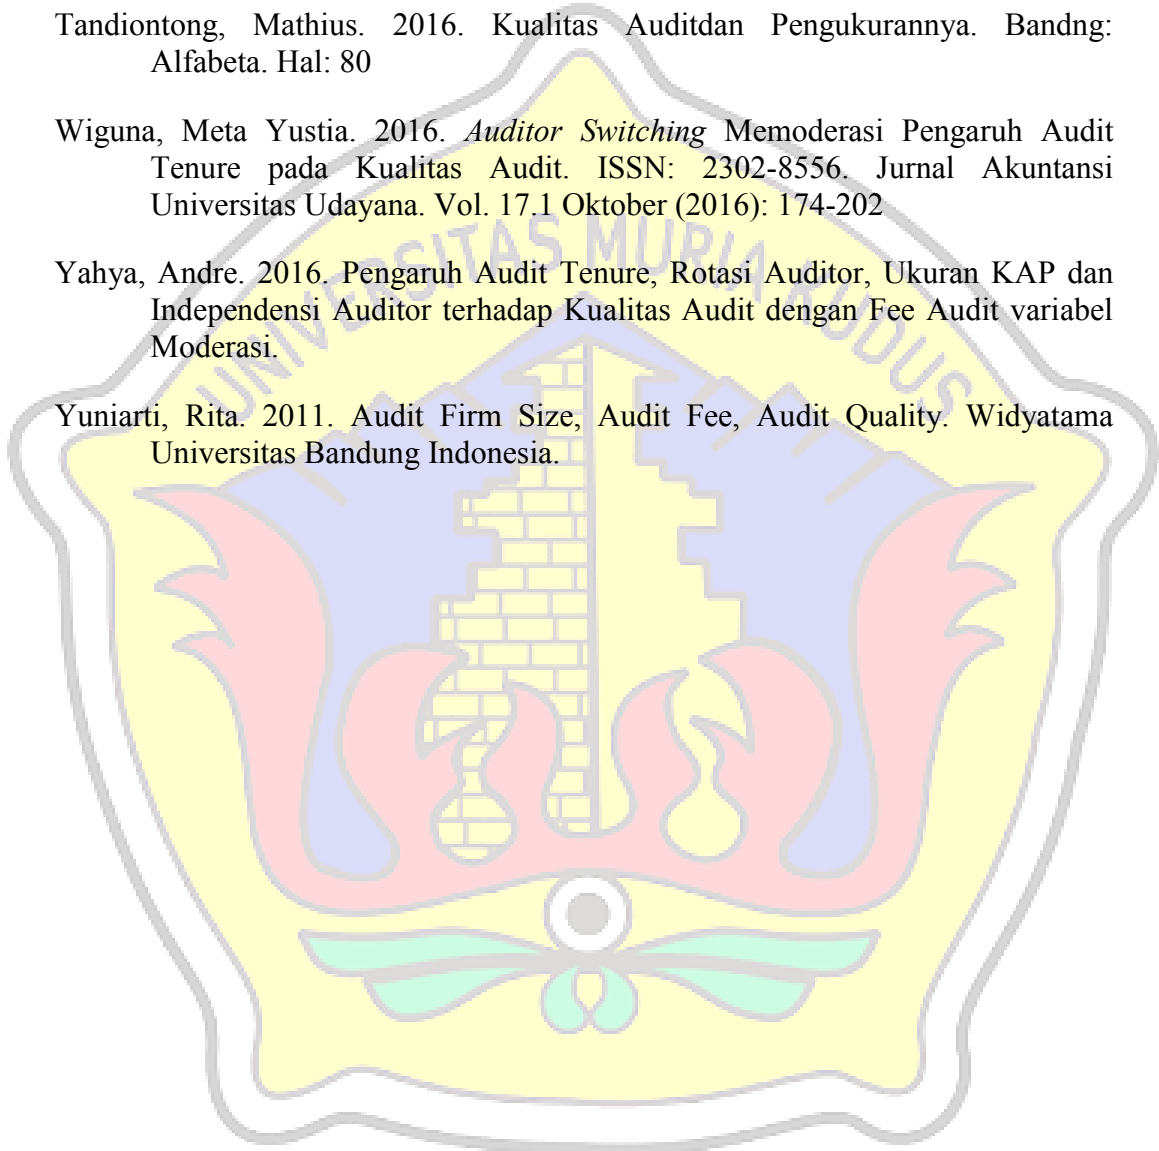 Tandiontong, Mathius. 2016. Kualitas Auditdan Pengukurannya. Bandng:
Alfabeta. Hal: 80
Wiguna, Meta Yustia. 2016. Auditor Switching Memoderasi Pengaruh Audit
Tenure pada Kualitas Audit. ISSN: 2302-8556. Jurnal Akuntansi
Universitas Udayana. Vol. 17.1 Oktober (2016): 174-202
Yahya, Andre. 2016. Pengaruh Audit Tenure, Rotasi Auditor, Ukuran KAP dan
Independensi Auditor terhadap Kualitas Audit dengan Fee Audit variabel
Moderasi.
Yuniarti, Rita. 2011. Audit Firm Size, Audit Fee, Audit Quality. Widyatama
Universitas Bandung Indonesia.
UNIVERSITAS MURIA KUDUS